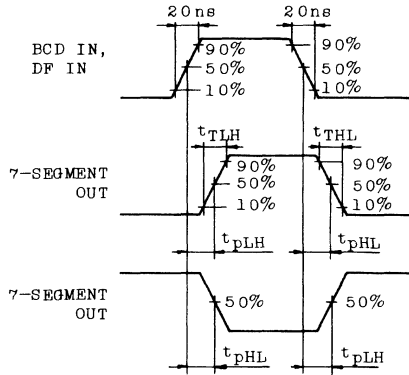 20ns 20ns
BCD IN,
DF IN
90% 90%
50% 50%
10% 10%
tTLH tTHL
7-SEGMENT
OUT
90% 90%
50% 50%
10% 10%
tpLH tpHL
7-SEGMENT
OUT
50% 50%
tpHL tpLH